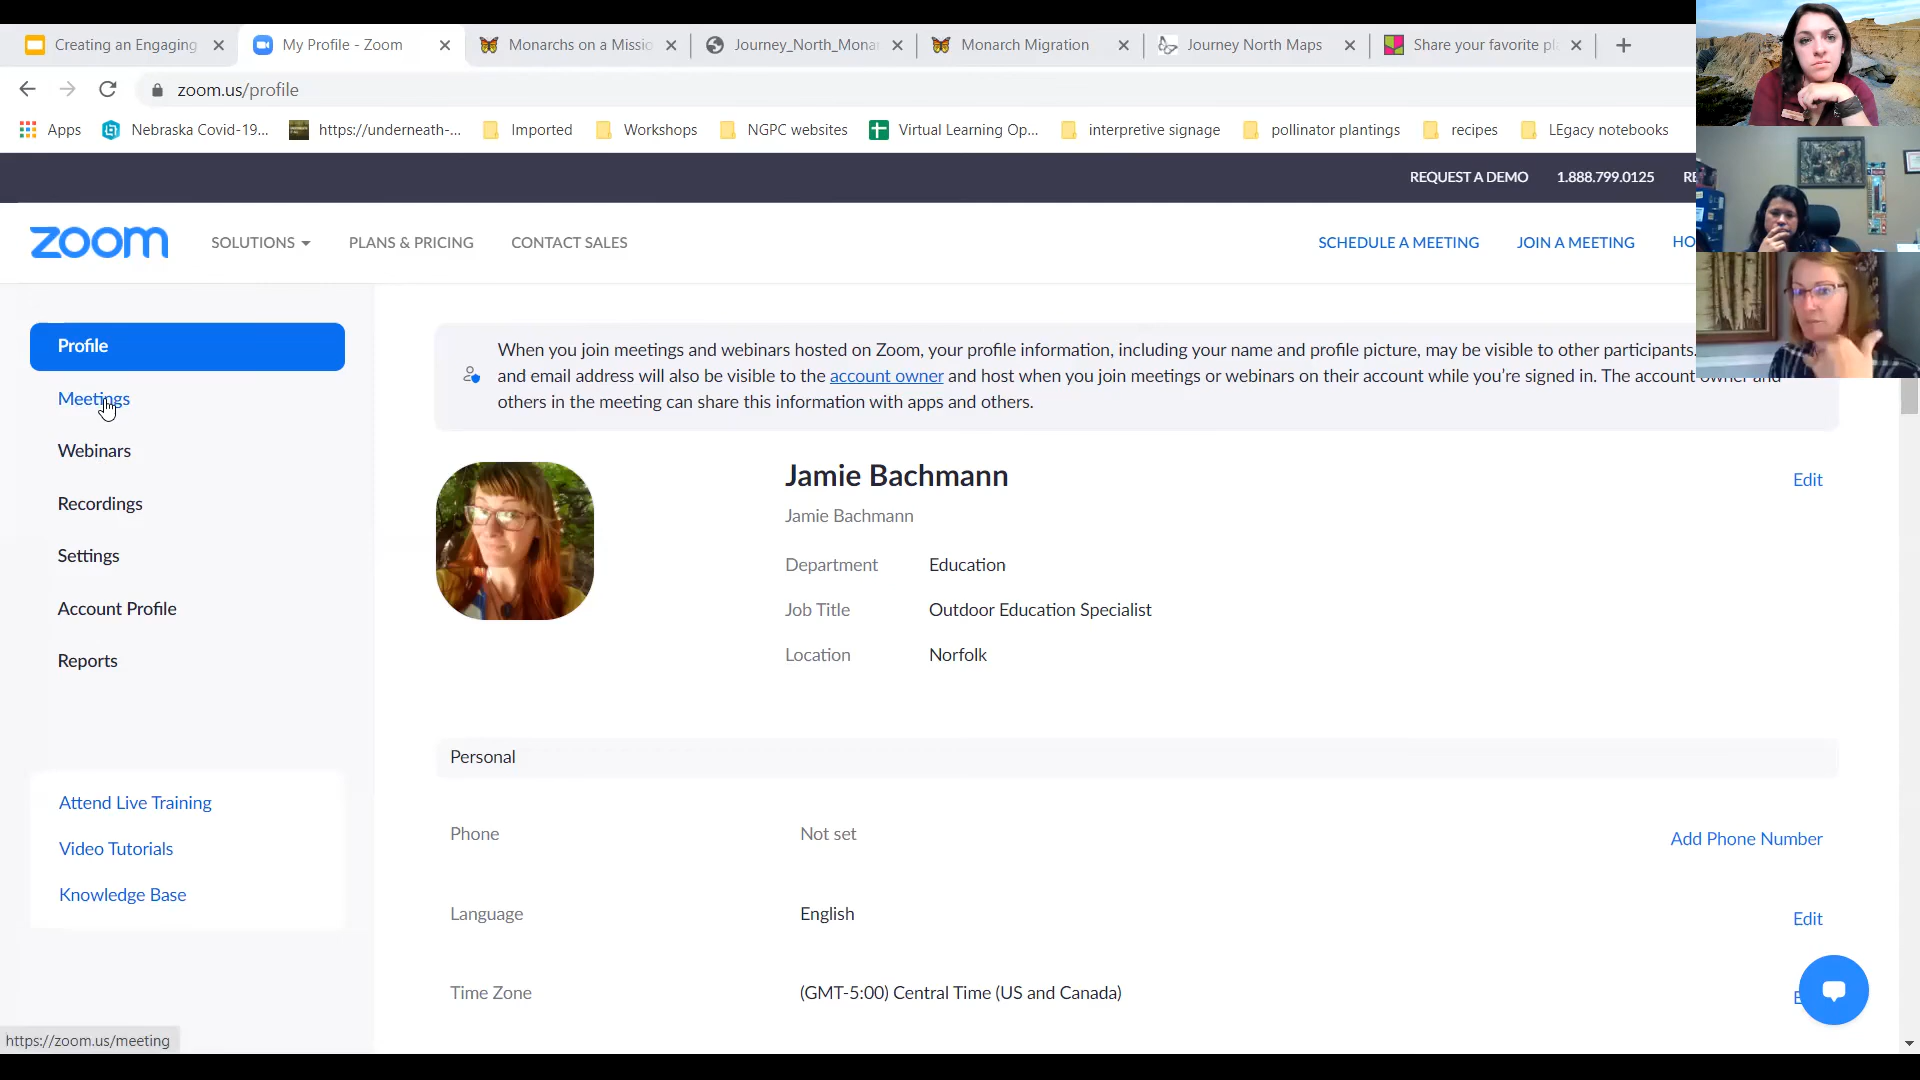 Creating an Engaging
My Profile - Zoom
Monarchs on a Missio
Journey_North_Monar
Monarch Migration
Journey North Maps
Share your favorite pl
zoom.us/profile
Apps
Nebraska Covid-19...
https://underneath-...
Imported
Workshops
NGPC websites
Virtual Learning Op...
interpretive signage
pollinator plantings
recipes
LEgacy notebooks
REQUEST A DEMO
1.888.799.0125
RE
zoom
SOLUTIONS
PLANS & PRICING
CONTACT SALES
SCHEDULE A MEETING
JOIN A MEETING
HO
Profile
Meetings
Webinars
Recordings
Settings
Account Profile
Reports
Attend Live Training
Video Tutorials
Knowledge Base
When you join meetings and webinars hosted on Zoom, your profile information, including your name and profile picture, may be visible to other participants.
and email address will also be visible to the account owner and host when you join meetings or webinars on their account while you're signed in. The account owner and
others in the meeting can share this information with apps and others.
Jamie Bachmann
Edit
Jamie Bachmann
Department Education
Job Title Outdoor Education Specialist
Location Norfolk
Personal
Phone Not set Add Phone Number
Language English Edit
Time Zone (GMT-5:00) Central Time (US and Canada)
https://zoom.us/meeting